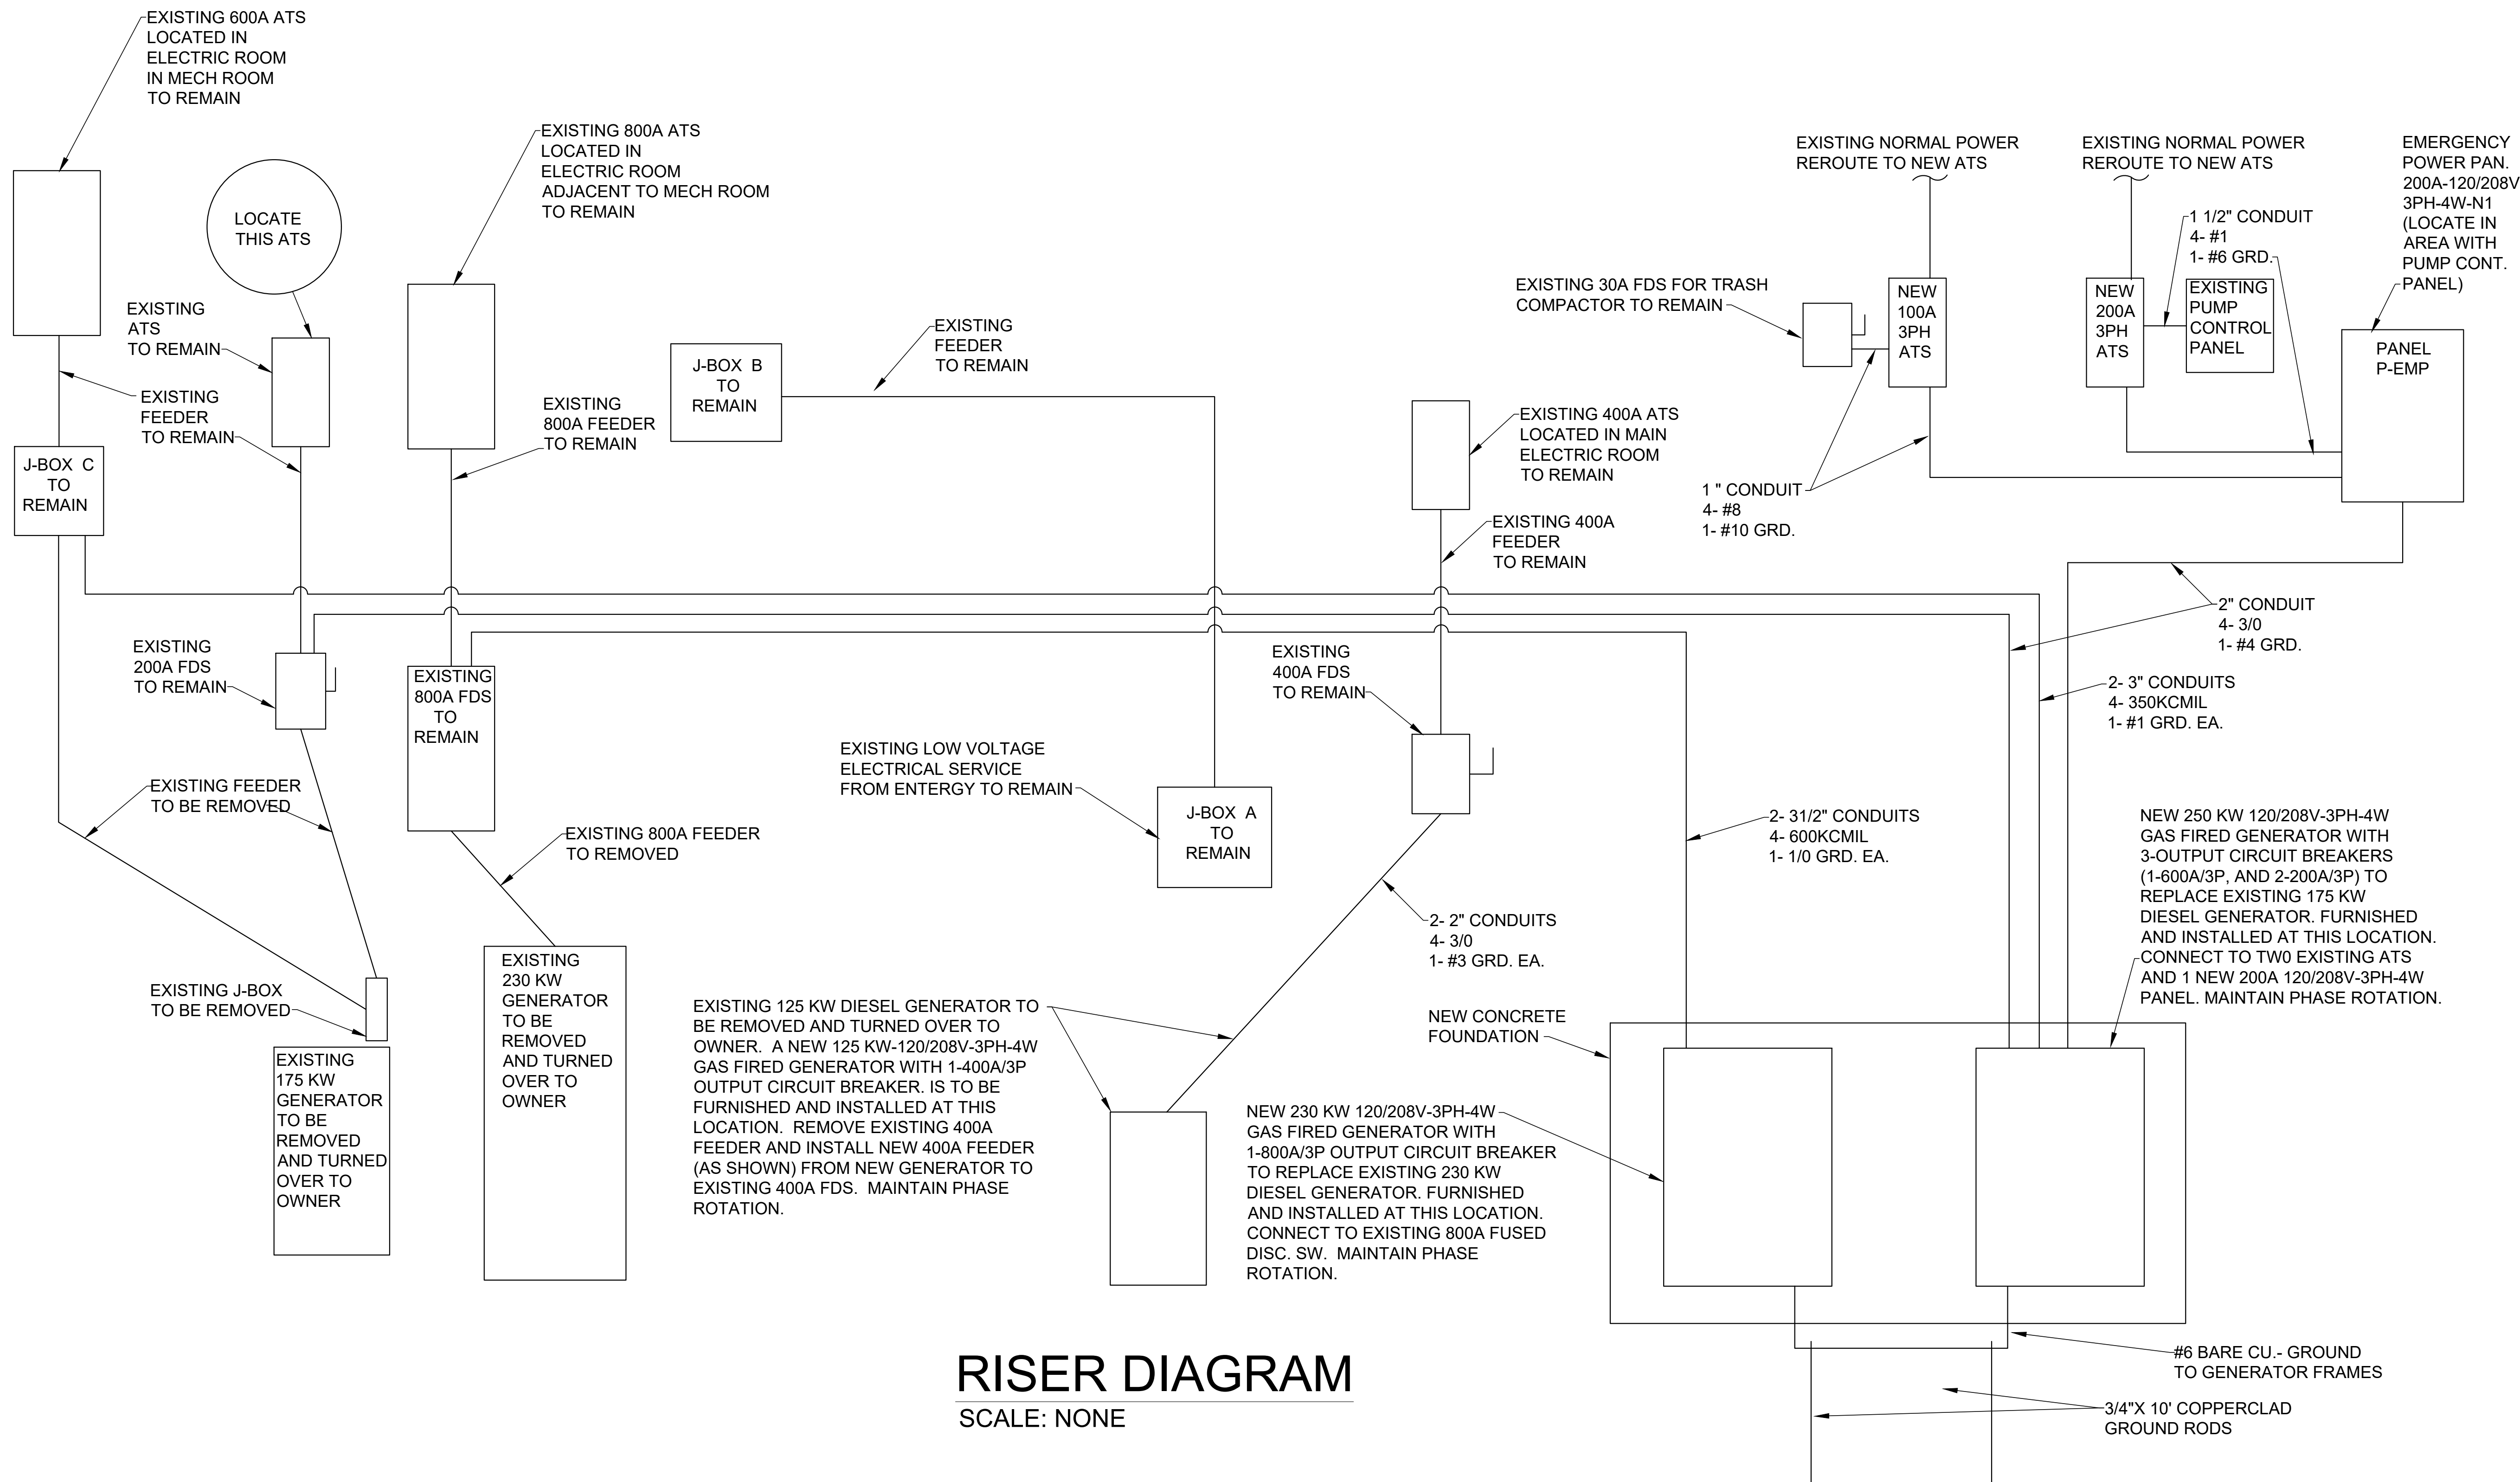 EXISTING 600A ATS
LOCATED IN
ELECTRIC ROOM
IN MECH ROOM
TO REMAIN
LOCATE
THIS ATS
EXISTING 800A ATS
LOCATED IN
ELECTRIC ROOM
ADJACENT TO MECH ROOM
TO REMAIN
EXISTING
ATS
TO REMAIN
EXISTING
FEEDER
TO REMAIN
J-BOX C
TO
REMAIN
EXISTING
800A FEEDER
TO REMAIN
J-BOX B
TO
REMAIN
EXISTING
FEEDER
TO REMAIN
EXISTING NORMAL POWER
REROUTE TO NEW ATS
EXISTING NORMAL POWER
REROUTE TO NEW ATS
EMERGENCY
POWER PAN.
200A-120/208V
3PH-4W-N1
(LOCATE IN
AREA WITH
PUMP CONT.
PANEL)
1 1/2" CONDUIT
4- #1
1- #6 GRD.
EXISTING 30A FDS FOR TRASH
COMPACTOR TO REMAIN
NEW
100A
3PH
ATS
NEW
200A
3PH
ATS
EXISTING
PUMP
CONTROL
PANEL
PANEL
P-EMP
EXISTING 400A ATS
LOCATED IN MAIN
ELECTRIC ROOM
TO REMAIN
1 " CONDUIT
4- #8
1- #10 GRD.
EXISTING 400A
FEEDER
TO REMAIN
2" CONDUIT
4- 3/0
1- #4 GRD.
2- 3" CONDUITS
4- 350KCMIL
1- #1 GRD. EA.
EXISTING
200A FDS
TO REMAIN
EXISTING
800A FDS
TO
REMAIN
EXISTING
400A FDS
TO REMAIN
EXISTING LOW VOLTAGE
ELECTRICAL SERVICE
FROM ENTERGY TO REMAIN
J-BOX A
TO
REMAIN
EXISTING FEEDER
TO BE REMOVED
EXISTING 800A FEEDER
TO REMOVED
2- 31/2" CONDUITS
4- 600KCMIL
1- 1/0 GRD. EA.
NEW 250 KW 120/208V-3PH-4W
GAS FIRED GENERATOR WITH
3-OUTPUT CIRCUIT BREAKERS
(1-600A/3P, AND 2-200A/3P) TO
REPLACE EXISTING 175 KW
DIESEL GENERATOR. FURNISHED
AND INSTALLED AT THIS LOCATION.
CONNECT TO TW0 EXISTING ATS
AND 1 NEW 200A 120/208V-3PH-4W
PANEL. MAINTAIN PHASE ROTATION.
2- 2" CONDUITS
4- 3/0
1- #3 GRD. EA.
EXISTING J-BOX
TO BE REMOVED
EXISTING
175 KW
GENERATOR
TO BE
REMOVED
AND TURNED
OVER TO
OWNER
EXISTING
230 KW
GENERATOR
TO BE
REMOVED
AND TURNED
OVER TO
OWNER
EXISTING 125 KW DIESEL GENERATOR TO
BE REMOVED AND TURNED OVER TO
OWNER. A NEW 125 KW-120/208V-3PH-4W
GAS FIRED GENERATOR WITH 1-400A/3P
OUTPUT CIRCUIT BREAKER. IS TO BE
FURNISHED AND INSTALLED AT THIS
LOCATION. REMOVE EXISTING 400A
FEEDER AND INSTALL NEW 400A FEEDER
(AS SHOWN) FROM NEW GENERATOR TO
EXISTING 400A FDS. MAINTAIN PHASE
ROTATION.
NEW CONCRETE
FOUNDATION
NEW 230 KW 120/208V-3PH-4W
GAS FIRED GENERATOR WITH
1-800A/3P OUTPUT CIRCUIT BREAKER
TO REPLACE EXISTING 230 KW
DIESEL GENERATOR. FURNISHED
AND INSTALLED AT THIS LOCATION.
CONNECT TO EXISTING 800A FUSED
DISC. SW. MAINTAIN PHASE
ROTATION.
#6 BARE CU.- GROUND
TO GENERATOR FRAMES
3/4"X 10' COPPERCLAD
GROUND RODS
RISER DIAGRAM
SCALE: NONE